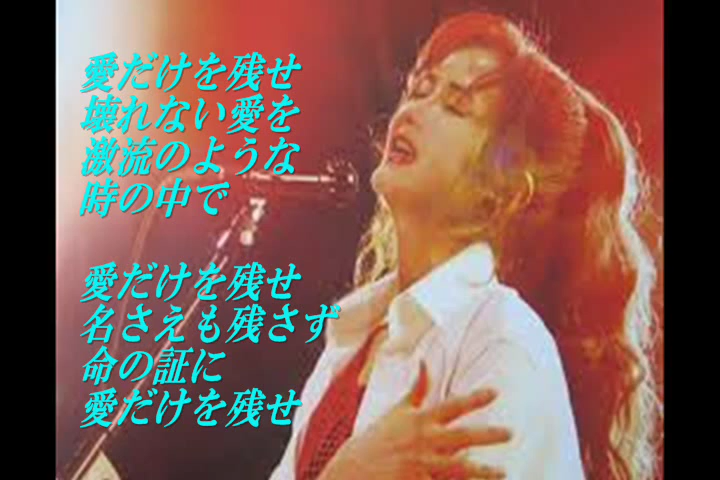 愛だけを残せ
壊れない愛を
激流のような
時の中で
愛だけを残せ
名さえも残さず
命の証に
愛だけを残せ